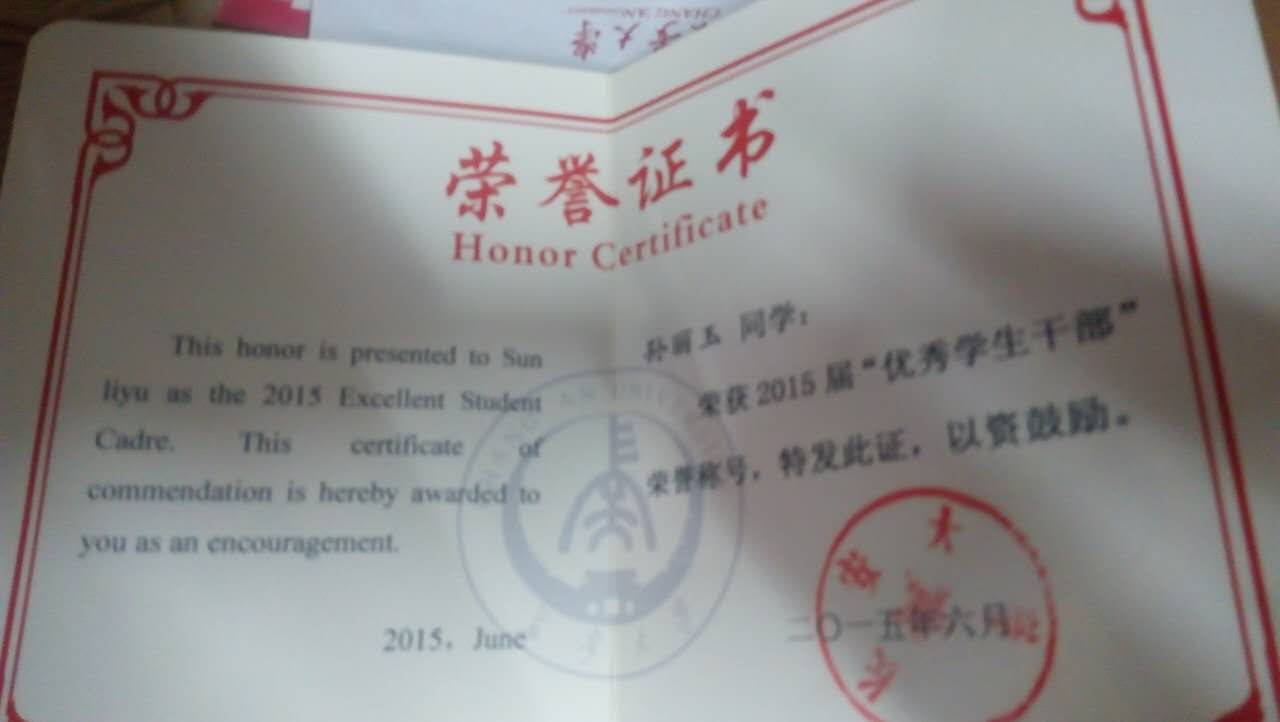 荣誉证书
Honor Certificate
This honor is presented to Sun
liyu as the 2015 Excellent Student
Cadre. This certificate of
commendation is hereby awarded to
you as an encouragement.
2015，June
孙丽玉 同学：
荣获2015届“优秀学生干部”
荣誉称号，特发此证，以资鼓励。
二〇一五年六月